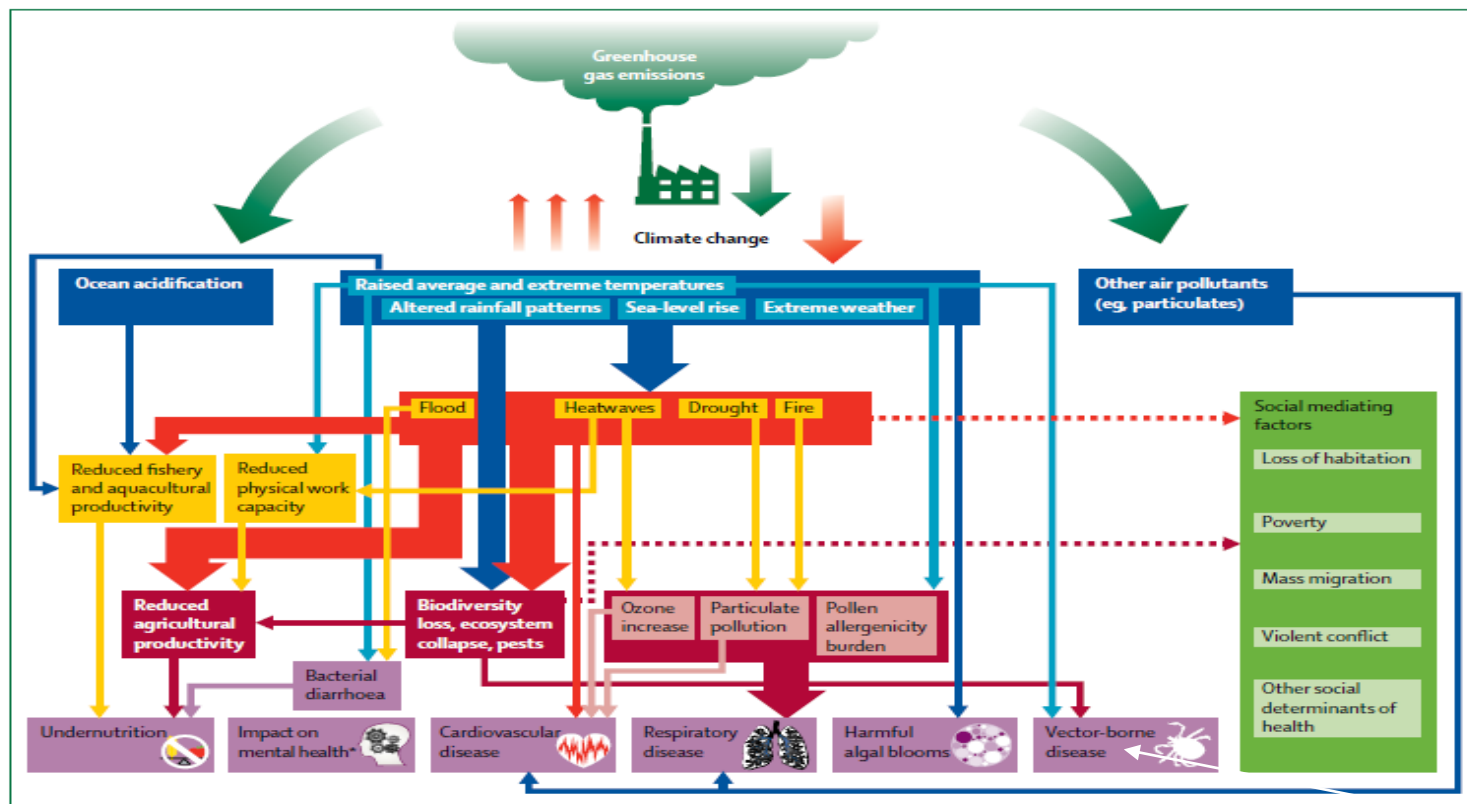 Greenhouse
gas emissions
Climate change
Ocean acidification
Raised average and extreme temperatures
Altered rainfall patterns
Sea-level rise
Extreme weather
Other air pollutants
(eg, particulates)
Flood
Heatwaves
Drought
Fire
Social mediating
factors
Loss of habitation
Poverty
Mass migration
Violent conflict
Other social
determinants of
health
Reduced fishery
and aquacultural
productivity
Reduced
physical work
capacity
Reduced
agricultural
productivity
Biodiversity
loss, ecosystem
collapse, pests
Ozone
increase
Particulate
pollution
Pollen
allergenicity
burden
Bacterial
diarrhoea
Undernutrition
Impact on
mental health*
Cardiovascular
disease
Respiratory
disease
Harmful
algal blooms
Vector-borne
disease